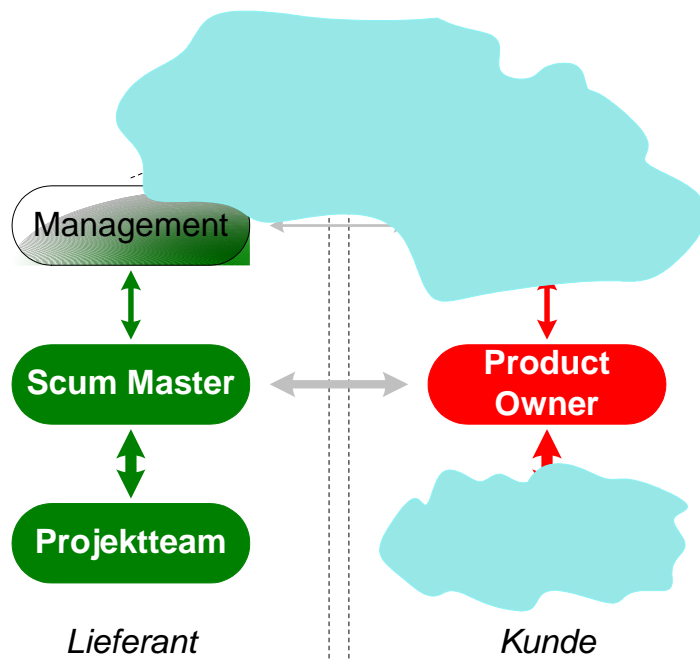 Management
Scum Master
Product
Owner
Projektteam
Lieferant
Kunde